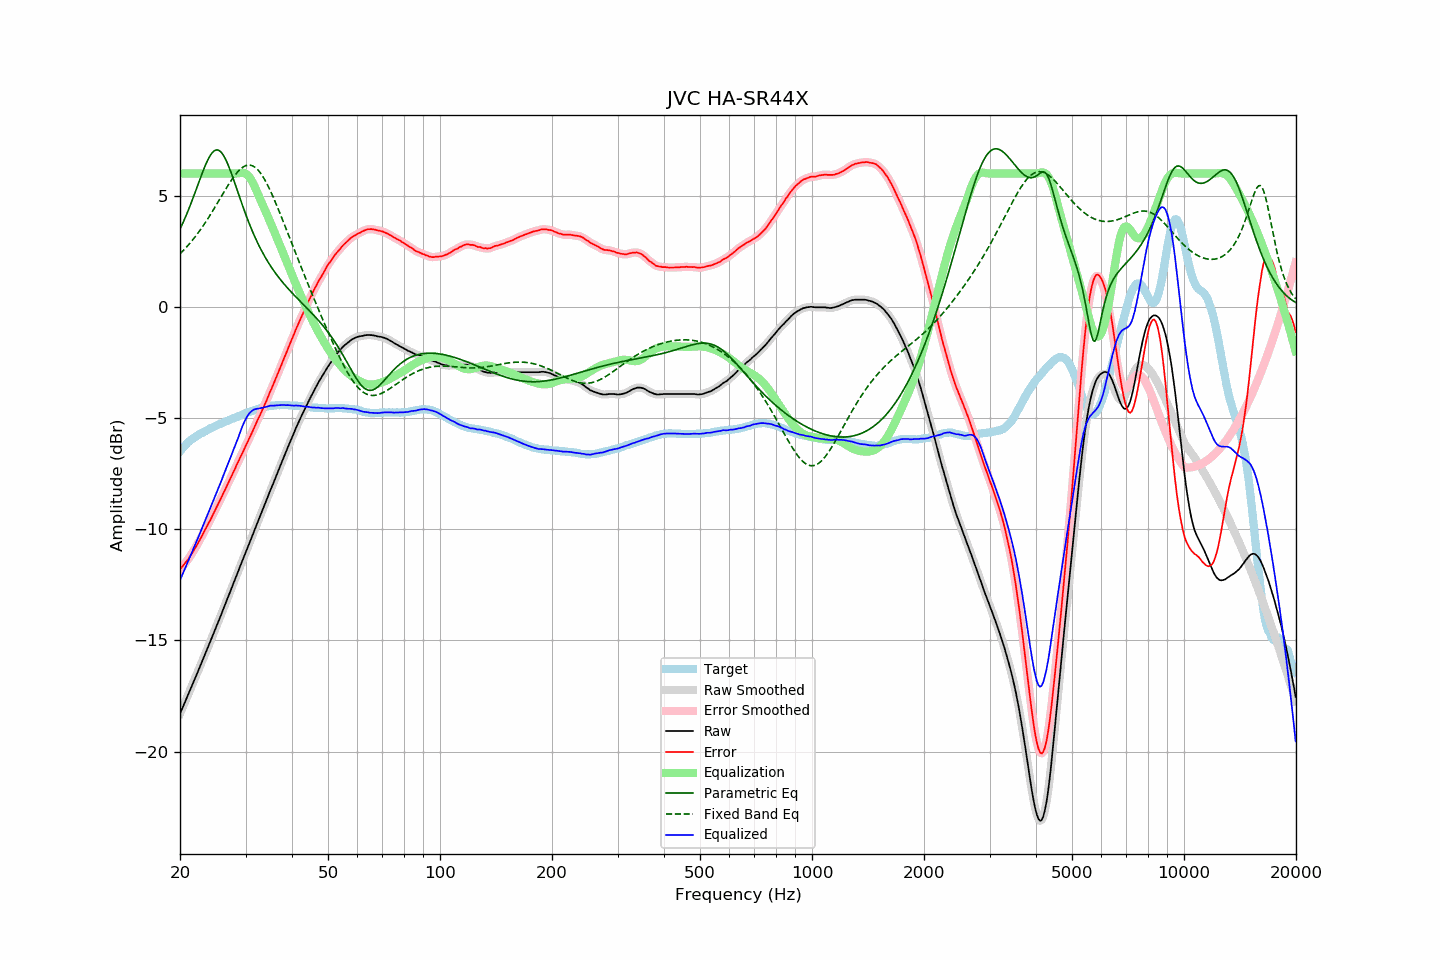 JVC HA-SR44X
Amplitude (dBr)
5
0
−5
−10
−15
−20
Target
Raw Smoothed
Error Smoothed
Raw
Error
Equalization
Parametric Eq
Fixed Band Eq
Equalized
20 50 100 200 500 1000 2000 5000 10000 20000
Frequency (Hz)